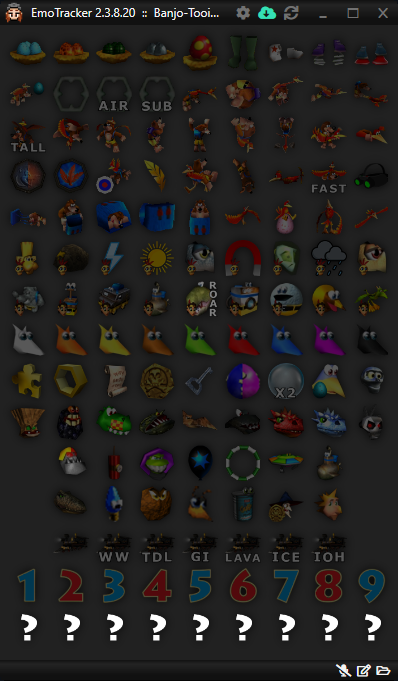 EmoTracker 2.3.8.20 :: Banjo-Tooi...
AIR SUB
TALL
FAST
ROAR
X2
WW TDL GI LAVA ICE IOH
1 2 3 4 5 6 7 8 9
? ? ? ? ? ? ? ? ?